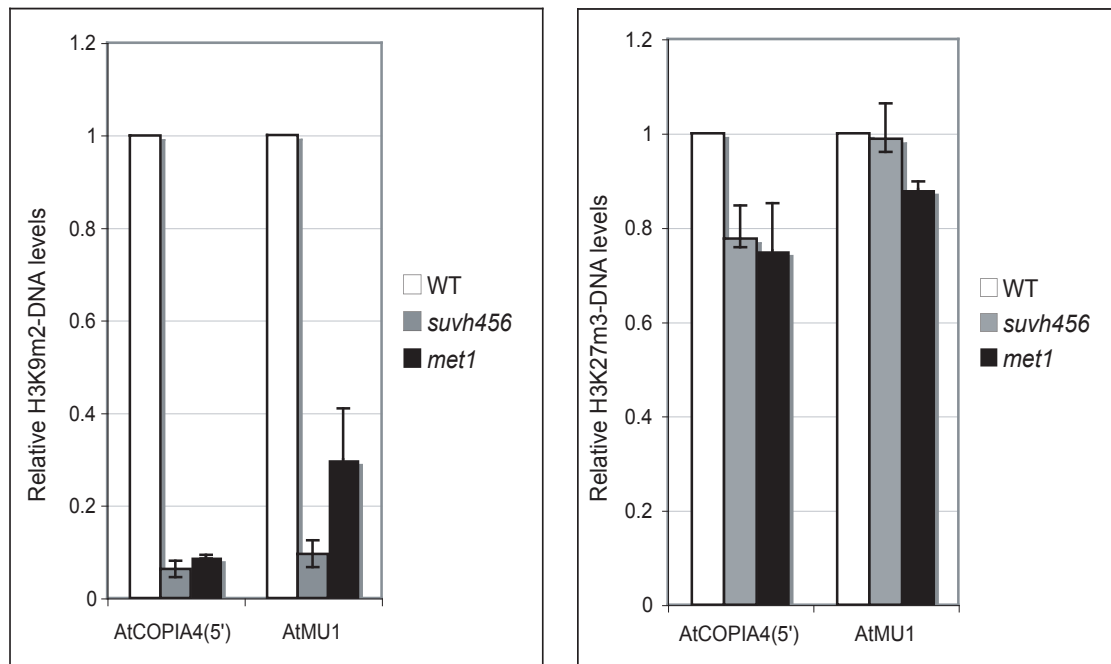 Relative H3K9m2-DNA levels
1.2
1
0.8
0.6
0.4
0.2
0
AtCOPIA4(5')
AtMU1
WT
suvh456
met1
Relative H3K27m3-DNA levels
1.2
1
0.8
0.6
0.4
0.2
0
AtCOPIA4(5')
AtMU1
WT
suvh456
met1